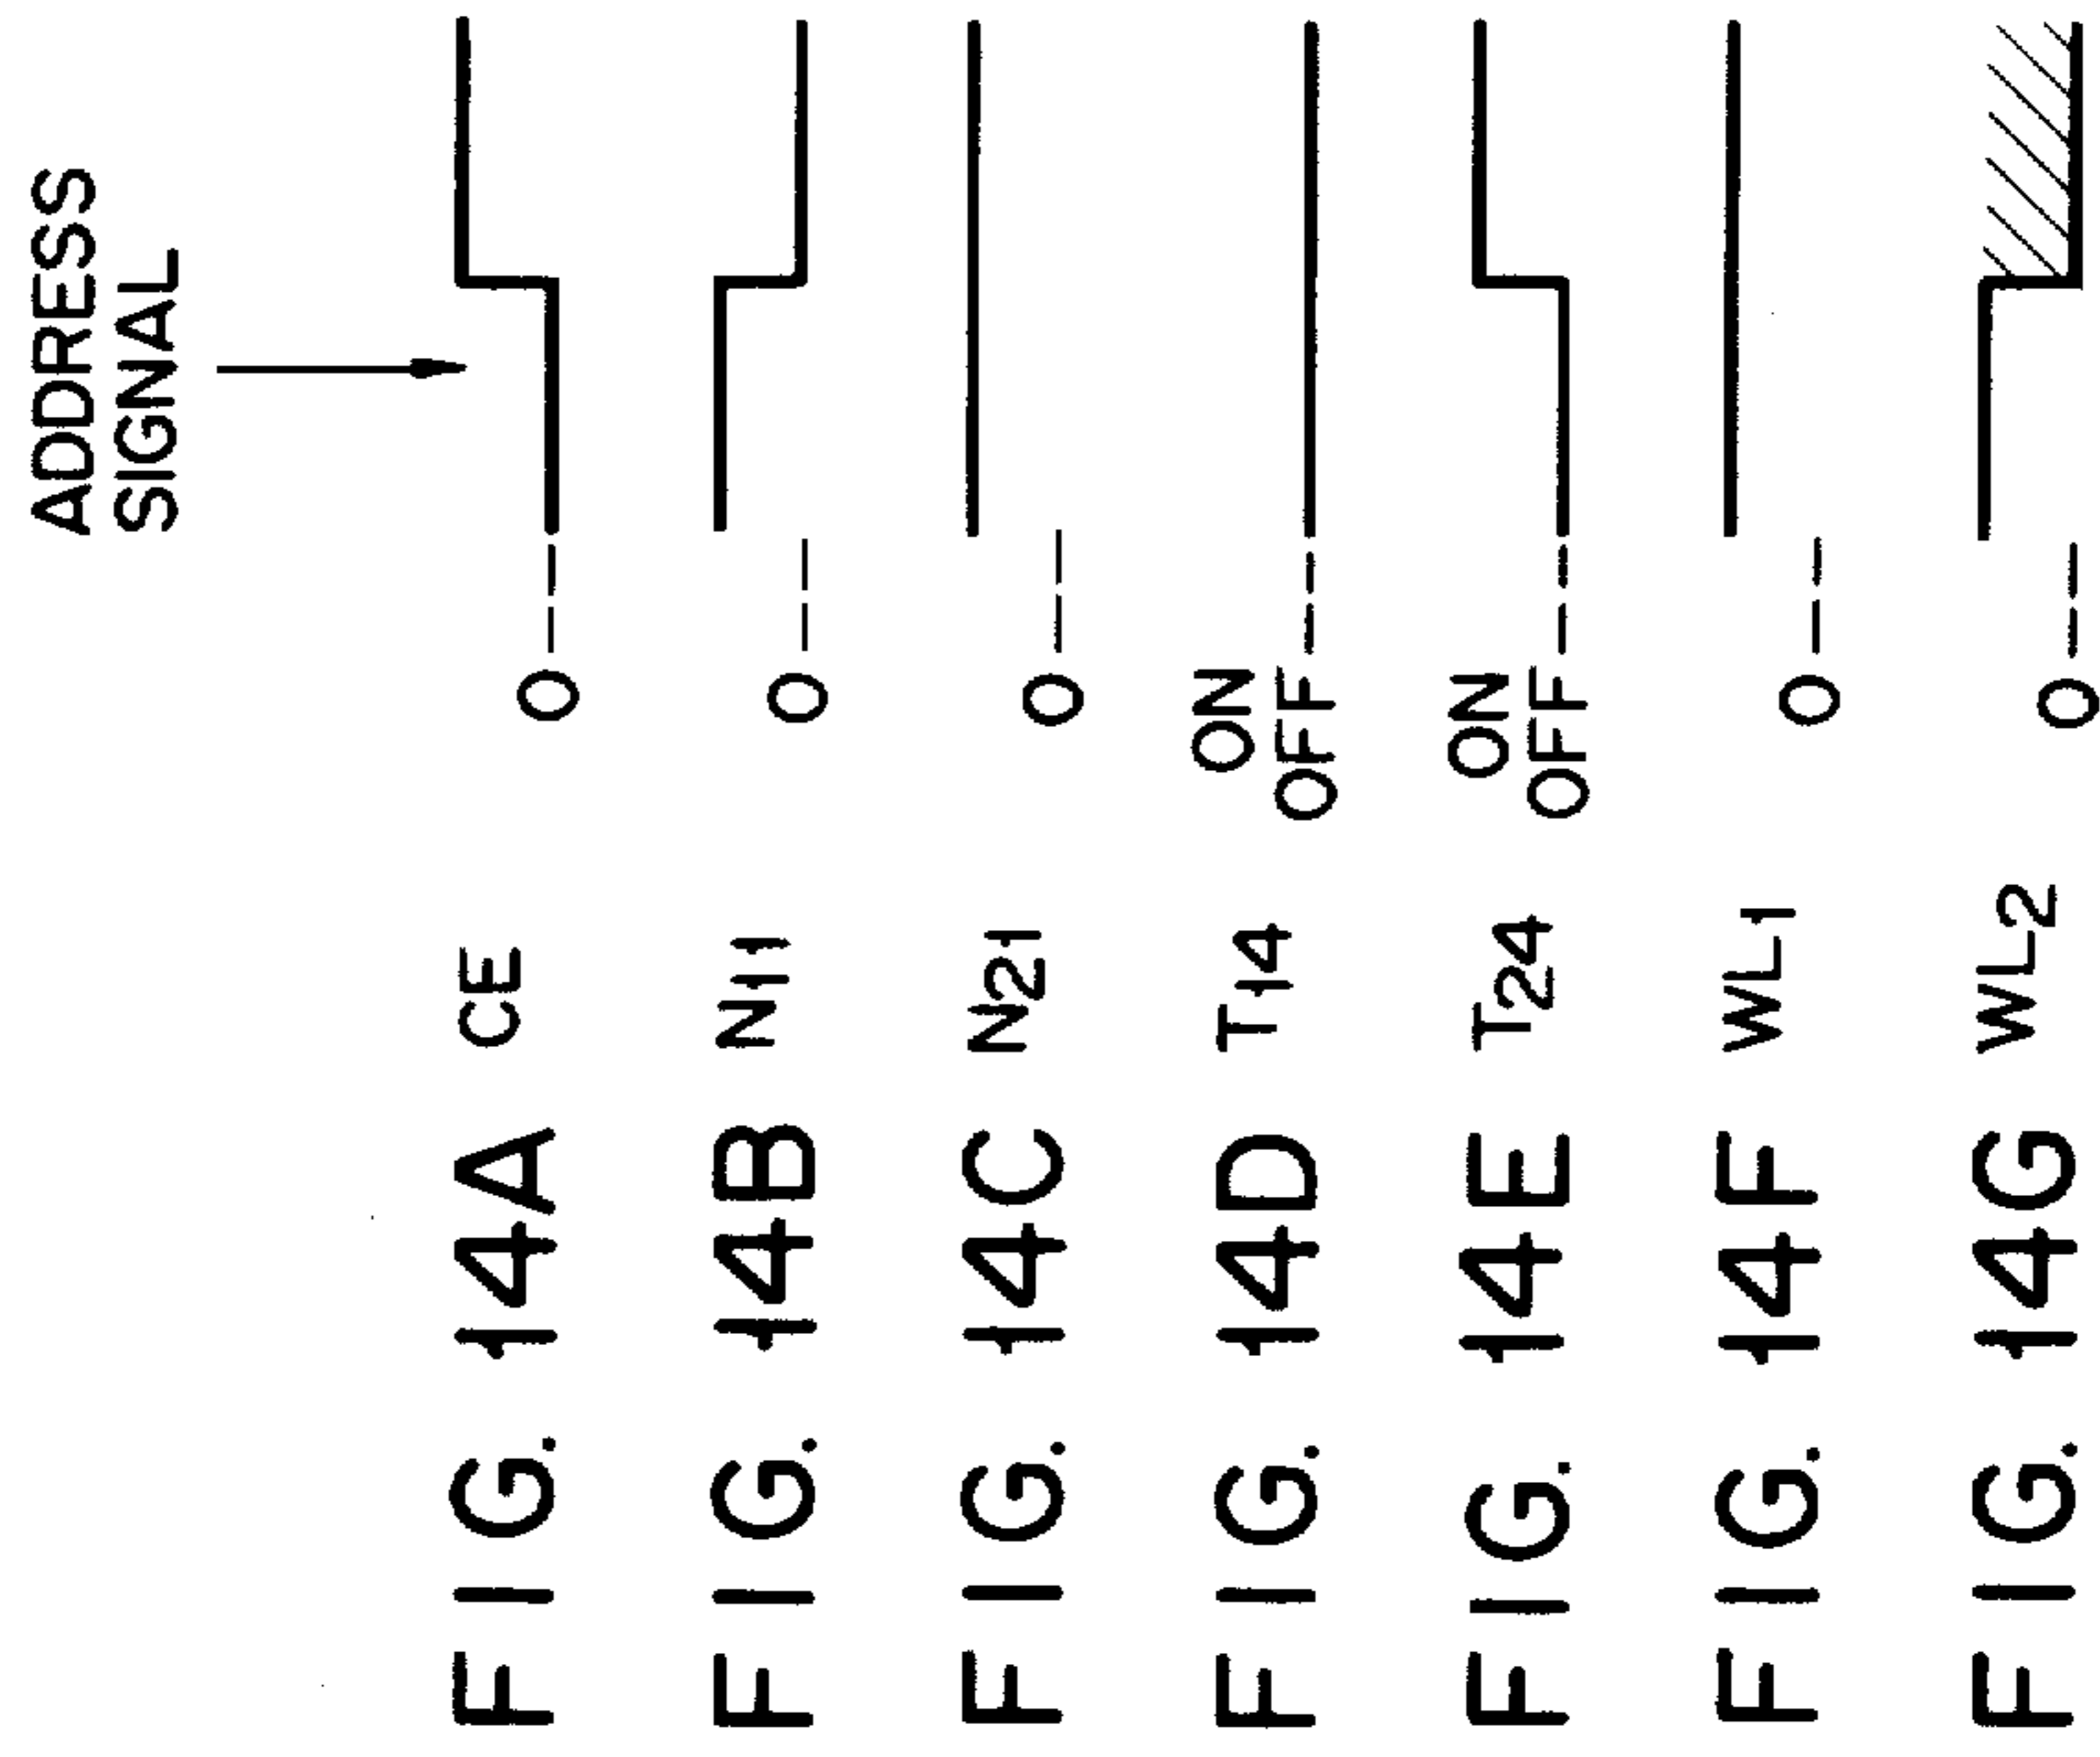 ADDRESS
SIGNAL
FIG. 14A CE 0
FIG. 14B N11 0
FIG. 14C N21 0
FIG. 14D T14 ON
OFF
FIG. 14E T24 ON
OFF
FIG. 14F WL1 0
FIG. 14G WL2 0